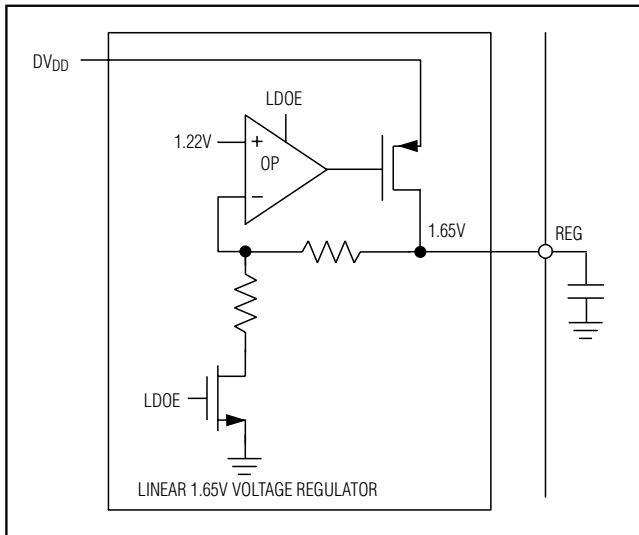 DVDD
LDOE
1.22V
+
OP
−
1.65V
REG
LDOE
LINEAR 1.65V VOLTAGE REGULATOR